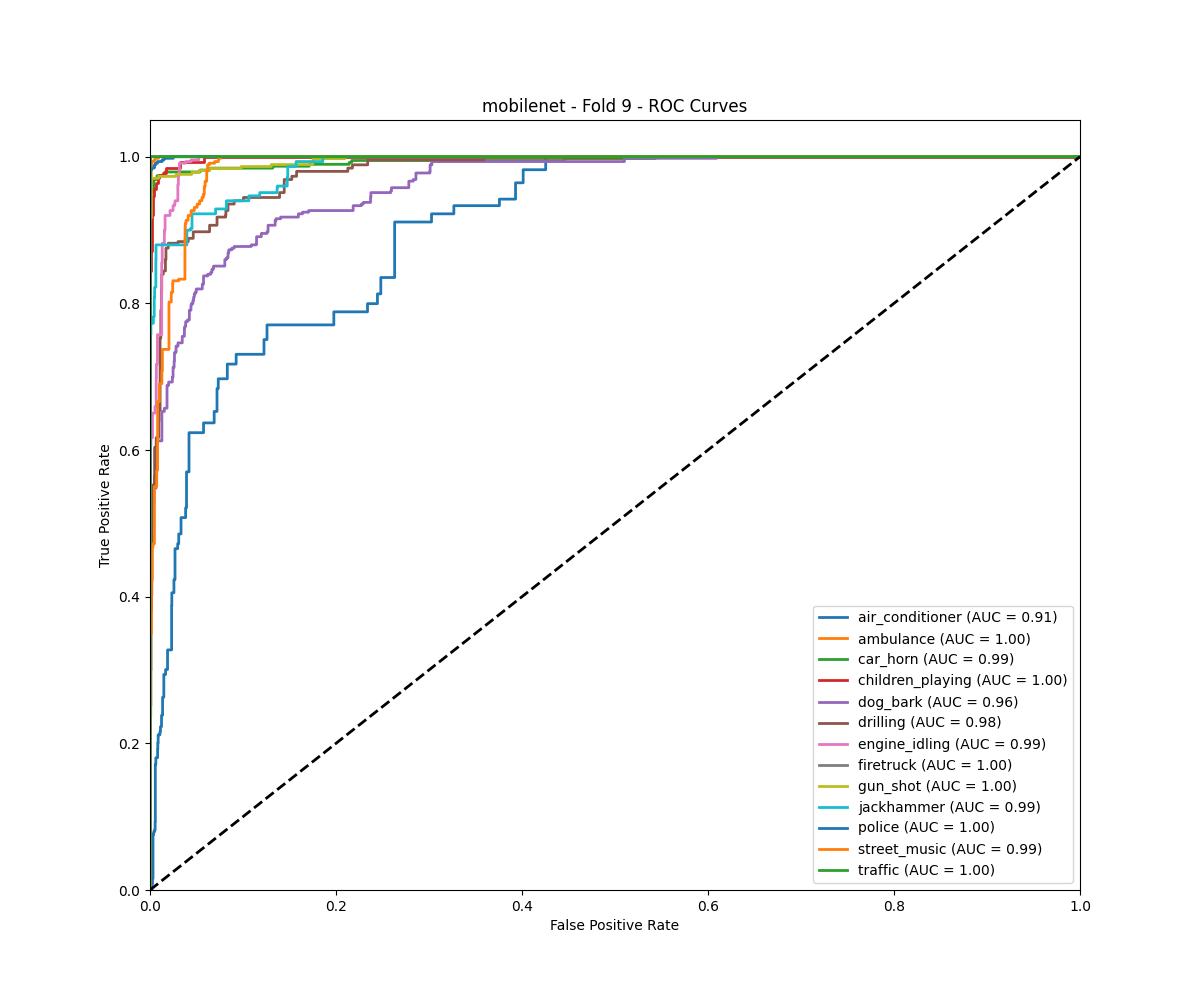 mobilenet - Fold 9 - ROC Curves
True Positive Rate
1.0
0.8
0.6
0.4
0.2
0.0
air_conditioner (AUC = 0.91)
ambulance (AUC = 1.00)
car_horn (AUC = 0.99)
children_playing (AUC = 1.00)
dog_bark (AUC = 0.96)
drilling (AUC = 0.98)
engine_idling (AUC = 0.99)
firetruck (AUC = 1.00)
gun_shot (AUC = 1.00)
jackhammer (AUC = 0.99)
police (AUC = 1.00)
street_music (AUC = 0.99)
traffic (AUC = 1.00)
0.0 0.2 0.4 0.6 0.8 1.0
False Positive Rate